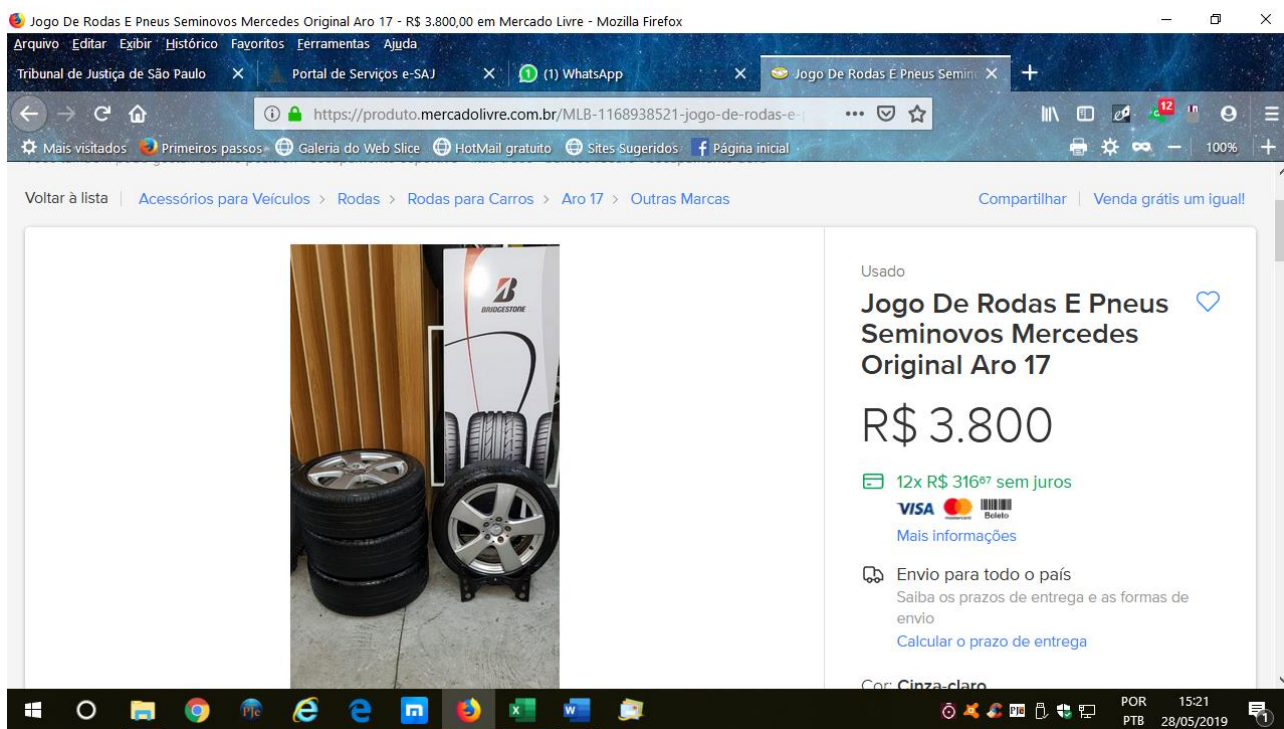 Jogo De Rodas E Pneus Seminovos Mercedes Original Aro 17 - R$ 3.800,00 em Mercado Livre - Mozilla Firefox
Arquivo Editar Exibir Histórico Favoritos Ferramentas Ajuda
Tribunal de Justiça de São Paulo
Portal de Serviços e-SAJ
(1) WhatsApp
Jogo De Rodas E Pneus Semin
https://produto.mercadolivre.com.br/MLB-1168938521-jogo-de-rodas-e-
12
Mais visitados Primeiros passos Galeria do Web Slice HotMail gratuito Sites Sugeridos Página inicial
100%
Voltar à lista Acessórios para Veículos > Rodas > Rodas para Carros > Aro 17 > Outras Marcas
Compartilhar Venda grátis um igual!
BRIDGESTONE
Usado
Jogo De Rodas E Pneus
Seminovos Mercedes
Original Aro 17
R$ 3.800
12x R$ 316⁶⁷ sem juros
VISA mastercard Boleto
Mais informações
Envio para todo o país
Saiba os prazos de entrega e as formas de
envio
Calcular o prazo de entrega
Cor: Cinza-claro
PJe
PJe
POR
PTB
15:21
28/05/2019
1